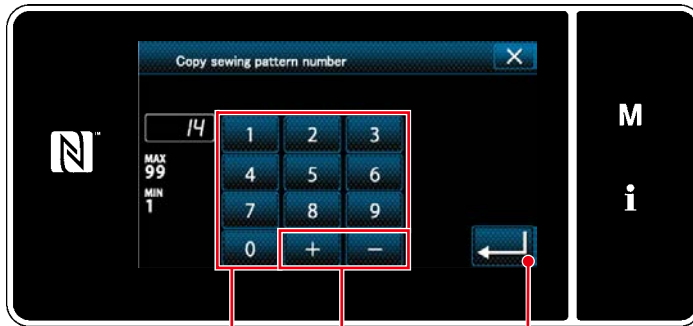 Copy sewing pattern number
14
1 2 3
MAX
99
4 5 6
MIN
1
7 8 9
0 + −
M
i
N
™